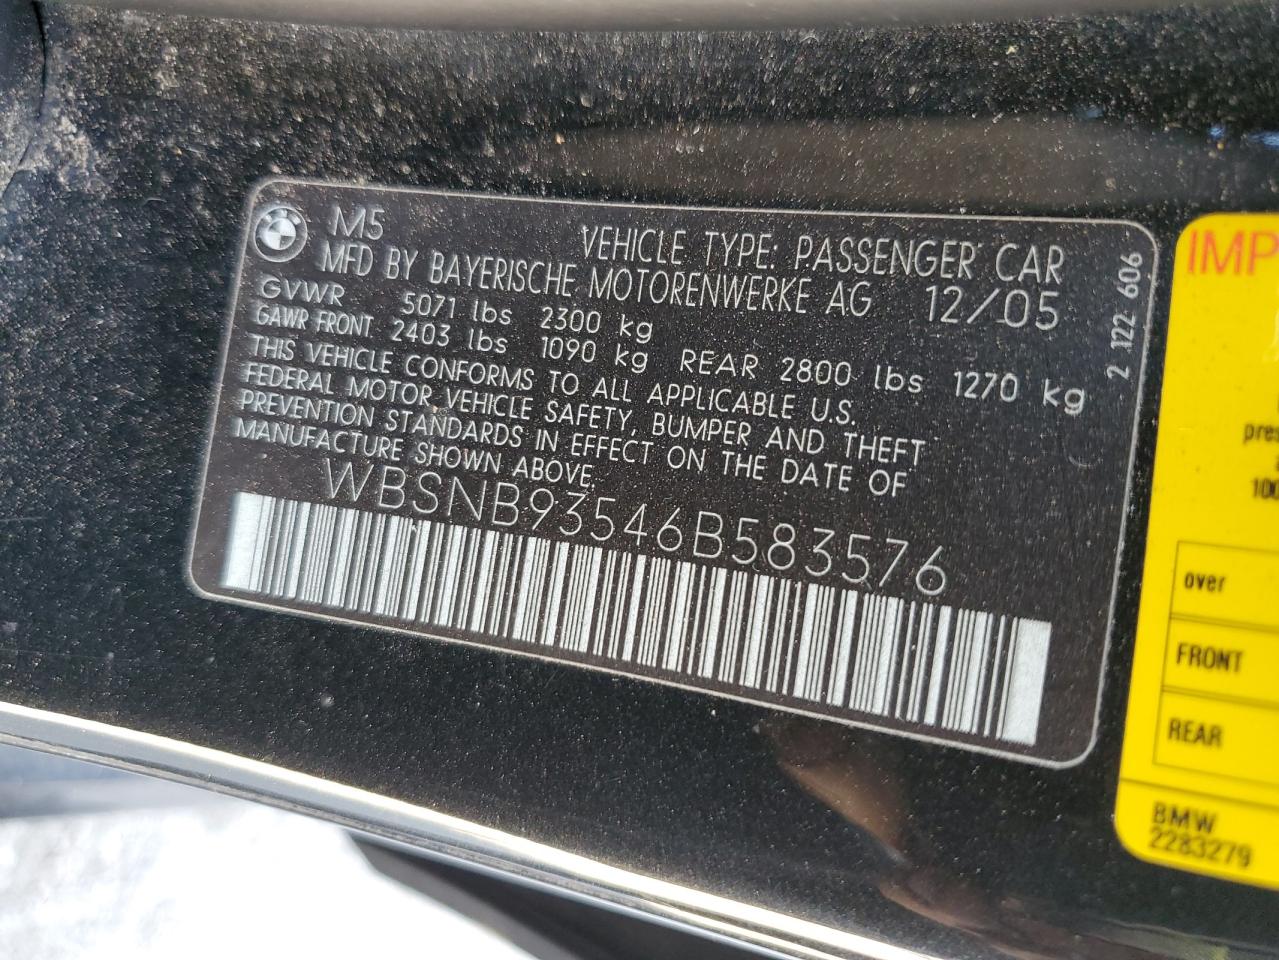 M5 VEHICLE TYPE: PASSENGER CAR
MFD BY BAYERISCHE MOTORENWERKE AG 12/05
GVWR 5071 lbs 2300 kg
GAWR FRONT 2403 lbs 1090 kg REAR 2800 lbs 1270 kg
THIS VEHICLE CONFORMS TO ALL APPLICABLE U.S.
FEDERAL MOTOR VEHICLE SAFETY, BUMPER AND THEFT
PREVENTION STANDARDS IN EFFECT ON THE DATE OF
MANUFACTURE SHOWN ABOVE.
WBSNB93546B583576
2 122 606
IMP
pres
100
over
FRONT
REAR
BMW
2283279